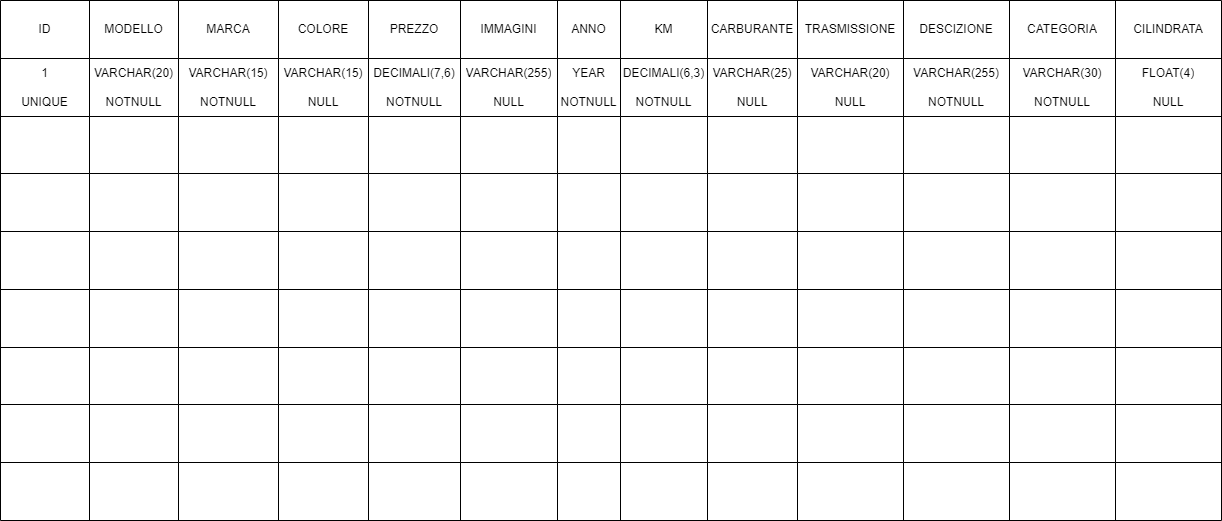 ID MODELLO MARCA COLORE PREZZO IMMAGINI ANNO KM CARBURANTE TRASMISSIONE DESCIZIONE CATEGORIA CILINDRATA
1 VARCHAR(20) VARCHAR(15) VARCHAR(15) DECIMALI(7,6) VARCHAR(255) YEAR DECIMALI(6,3) VARCHAR(25) VARCHAR(20) VARCHAR(255) VARCHAR(30) FLOAT(4)
UNIQUE NOTNULL NOTNULL NULL NOTNULL NULL NOTNULL NOTNULL NULL NULL NOTNULL NOTNULL NULL